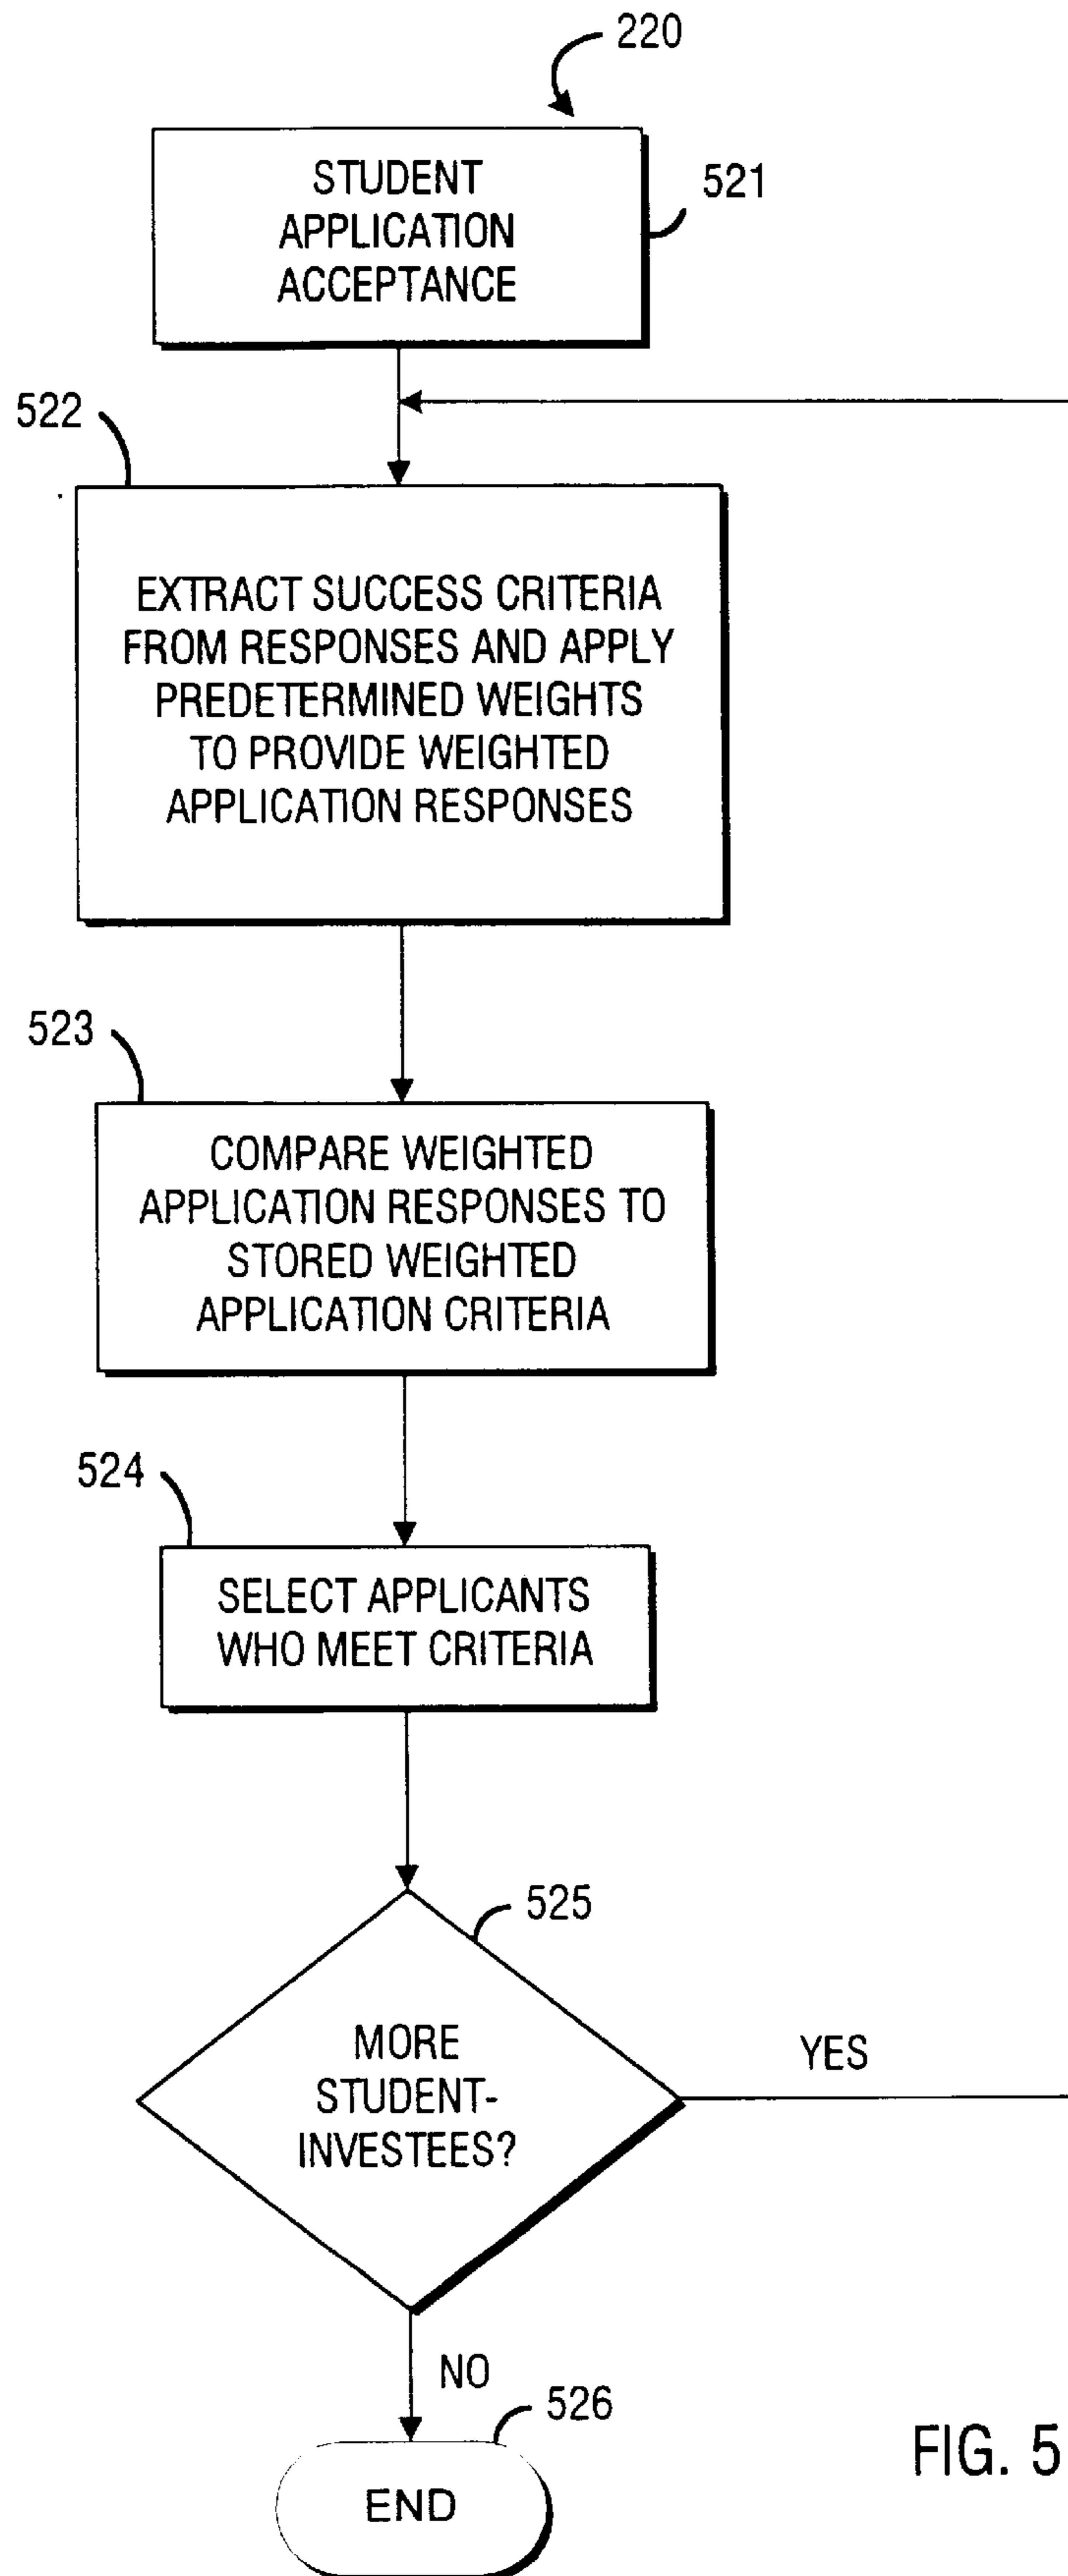 220
STUDENT
APPLICATION
ACCEPTANCE
521
522
EXTRACT SUCCESS CRITERIA
FROM RESPONSES AND APPLY
PREDETERMINED WEIGHTS
TO PROVIDE WEIGHTED
APPLICATION RESPONSES
523
COMPARE WEIGHTED
APPLICATION RESPONSES TO
STORED WEIGHTED
APPLICATION CRITERIA
524
SELECT APPLICANTS
WHO MEET CRITERIA
525
MORE
STUDENT-
INVESTEES?
YES
NO
526
END
FIG. 5